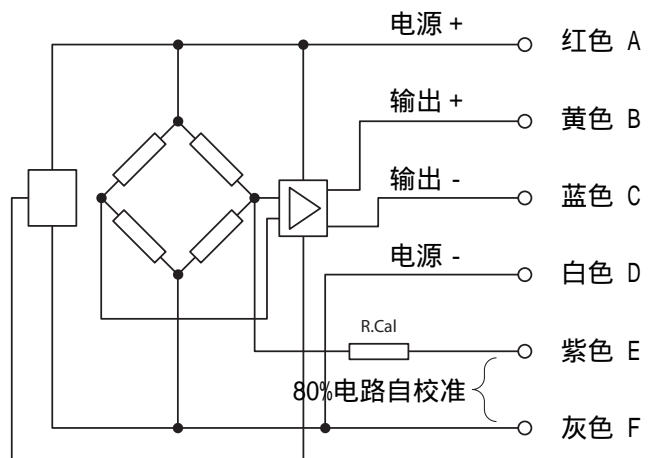 电源 +
红色 A
输出 +
黄色 B
输出 -
蓝色 C
电源 -
白色 D
R.Cal
紫色 E
80%电路自校准
灰色 F